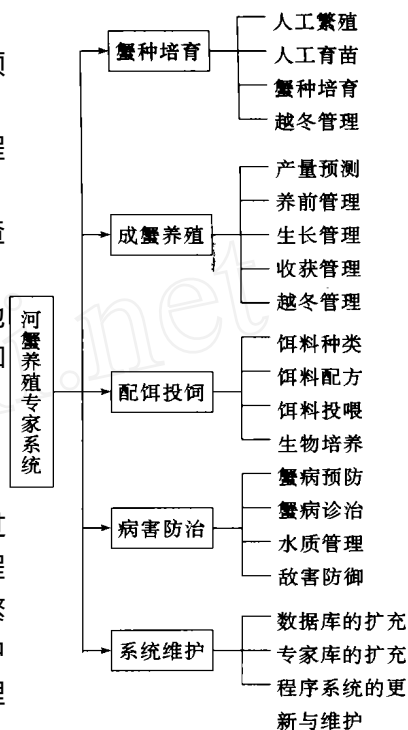 河蟹养殖专家系统
蟹种培育
人工繁殖
人工育苗
蟹种培育
越冬管理
成蟹养殖
产量预测
养前管理
生长管理
收获管理
越冬管理
配饵投饲
饵料种类
饵料配方
饵料投喂
生物培养
病害防治
蟹病预防
蟹病诊治
水质管理
敌害防御
系统维护
数据库的扩充
专家库的扩充
程序系统的更
新与维护